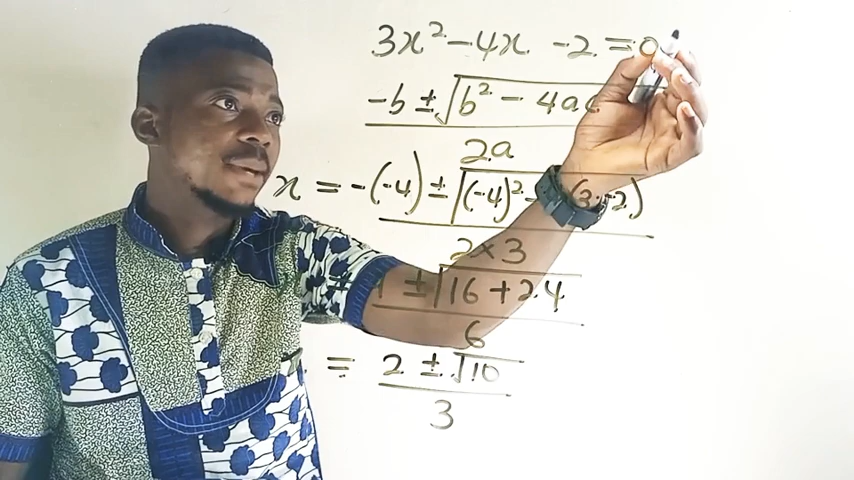 3x² - 4x - 2 = 0
-b ± √b² - 4ac
2a
x = -(-4) ± √(-4)² - (3×-2)
2 × 3
± √16 + 24
6
= 2 ± √10
3